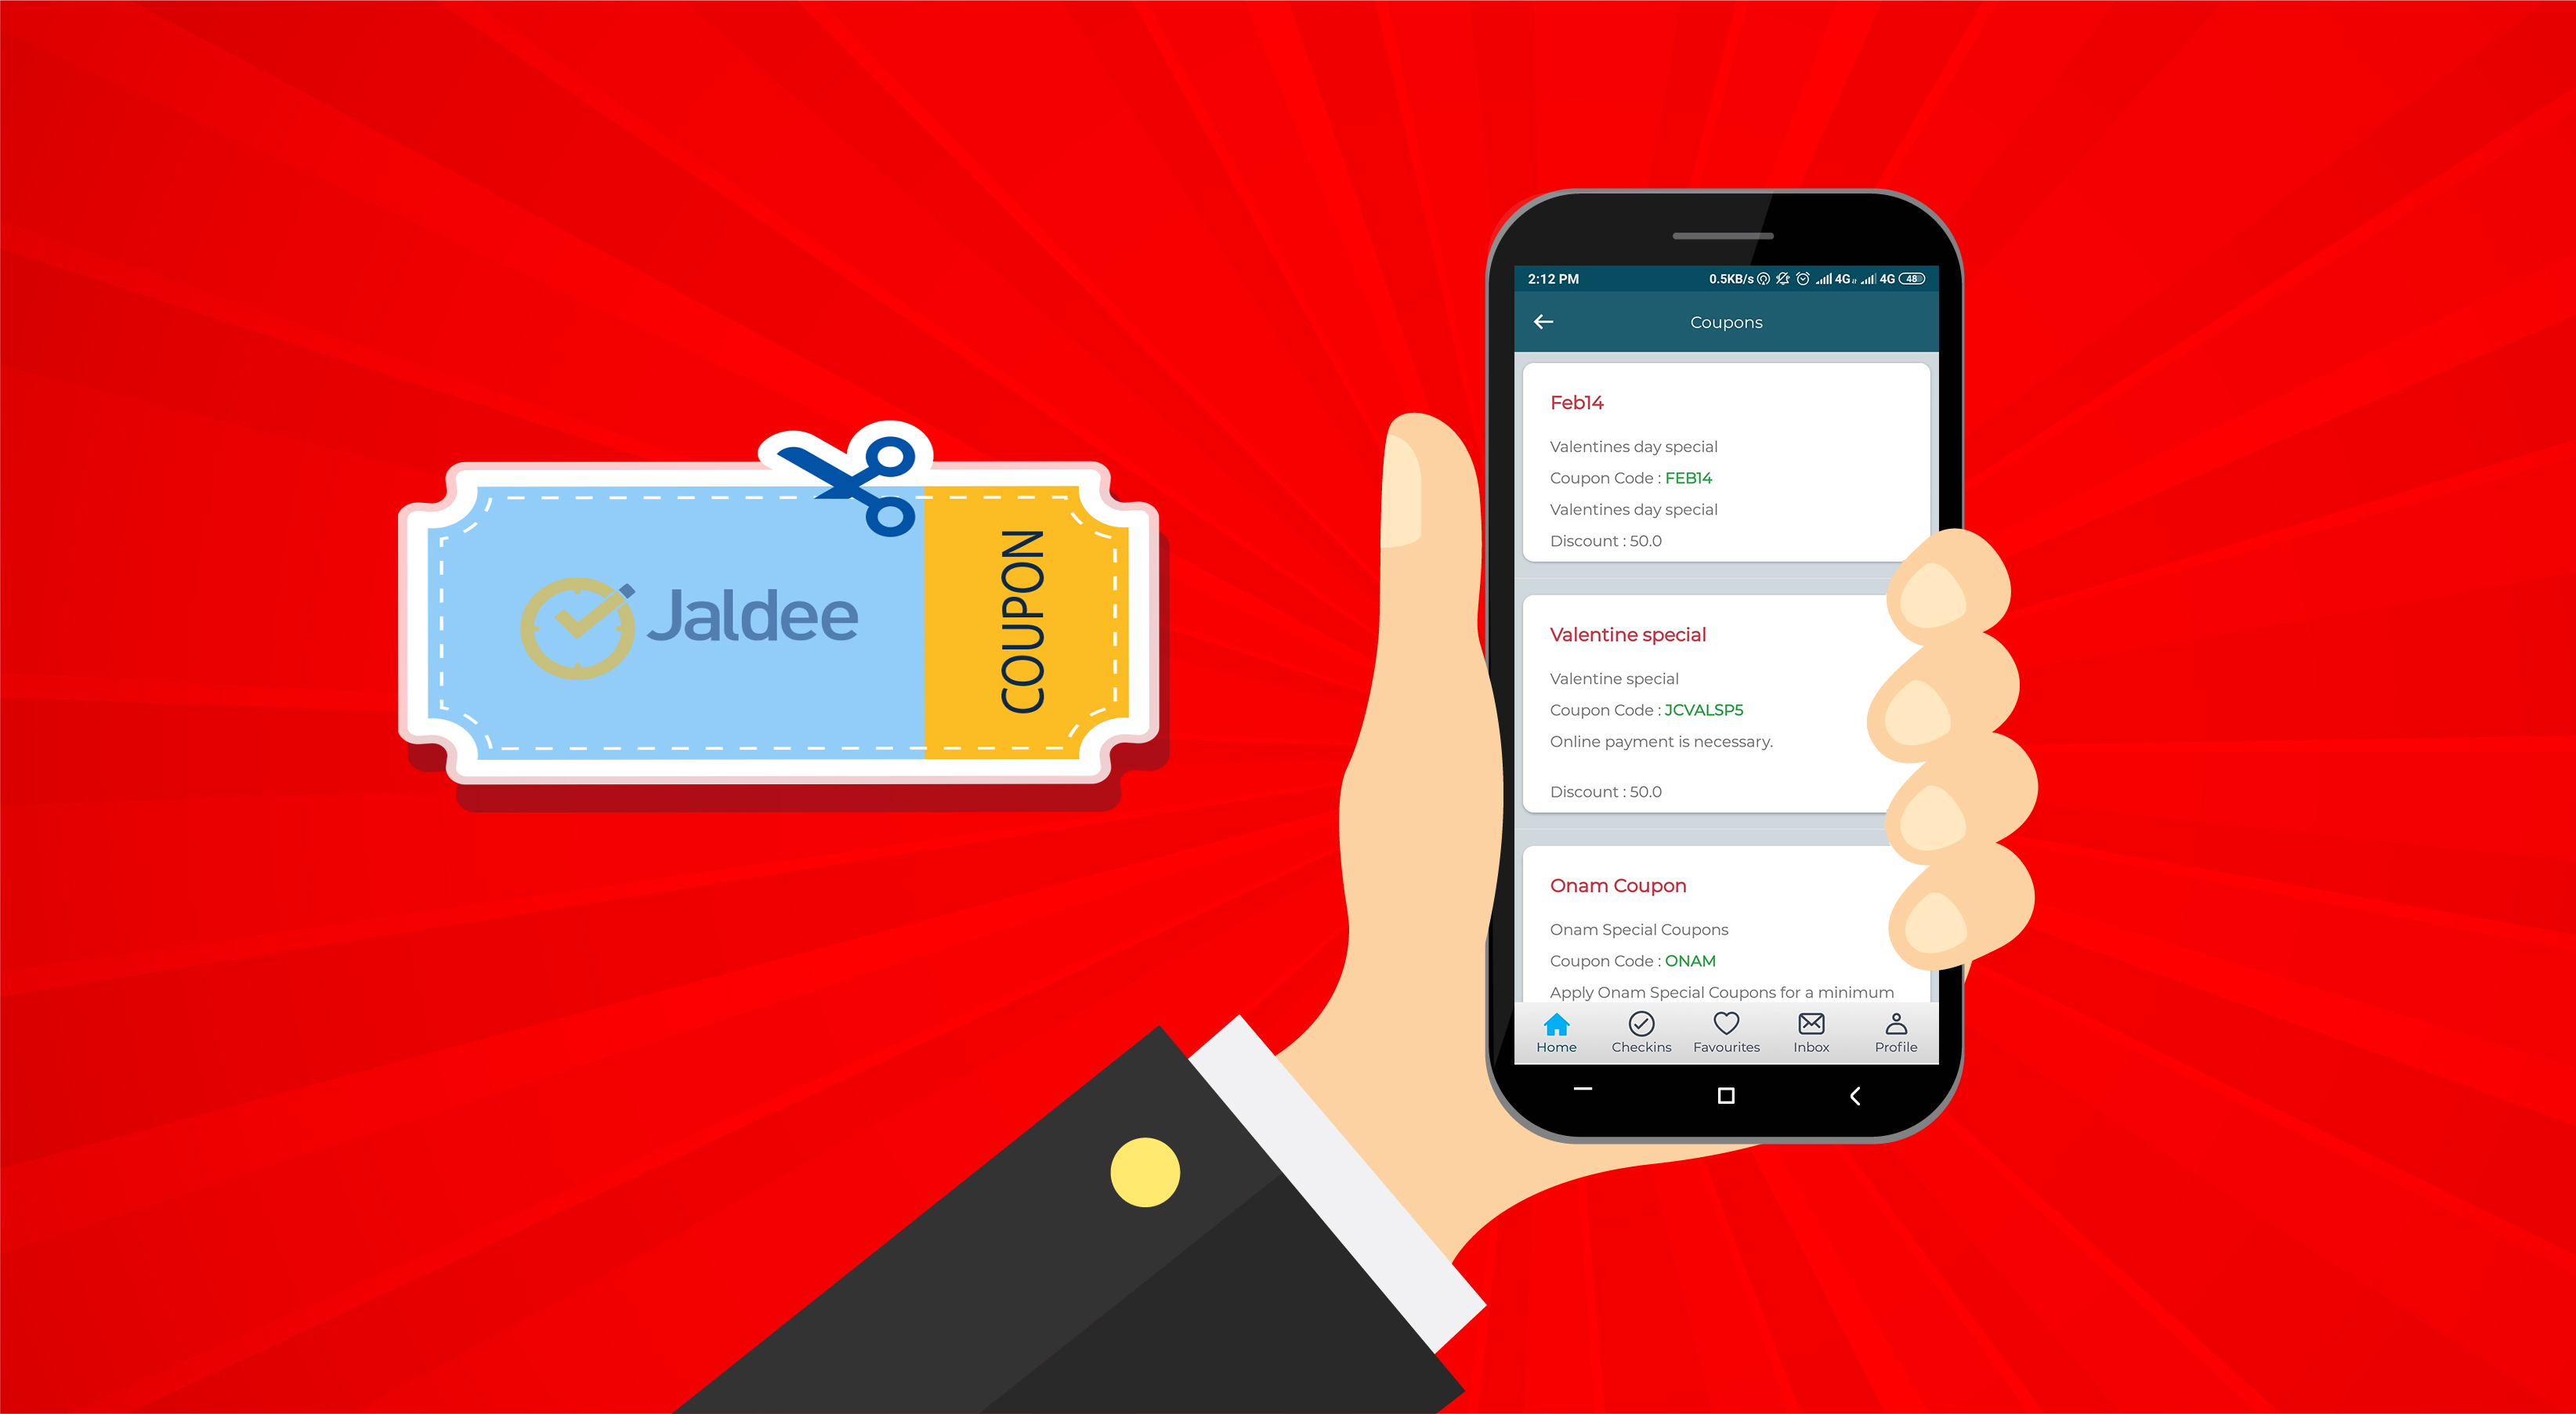 Jaldee
COUPON
2:12 PM 0.5KB/s 4G 4G 48
Coupons
Feb14
Valentines day special
Coupon Code : FEB14
Valentines day special
Discount : 50.0
Valentine special
Valentine special
Coupon Code : JCVALSP5
Online payment is necessary.
Discount : 50.0
Onam Coupon
Onam Special Coupons
Coupon Code : ONAM
Apply Onam Special Coupons for a minimum
Home Checkins Favourites Inbox Profile